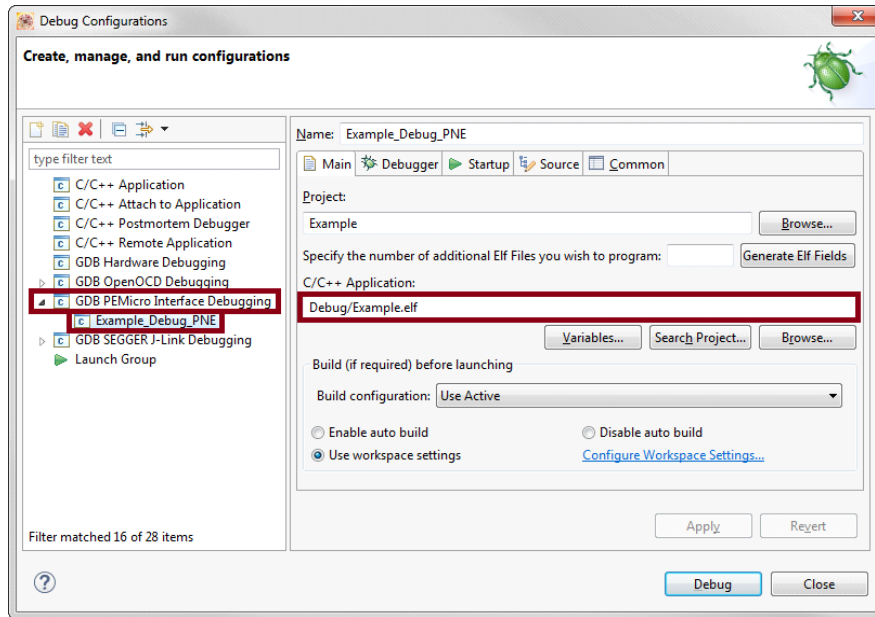 Debug Configurations
Create, manage, and run configurations
type filter text
C/C++ Application
C/C++ Attach to Application
C/C++ Postmortem Debugger
C/C++ Remote Application
GDB Hardware Debugging
GDB OpenOCD Debugging
GDB PEMicro Interface Debugging
Example_Debug_PNE
GDB SEGGER J-Link Debugging
Launch Group
Filter matched 16 of 28 items
Name: Example_Debug_PNE
Main Debugger Startup Source Common
Project:
Example
Browse...
Specify the number of additional Elf Files you wish to program: Generate Elf Fields
C/C++ Application:
Debug/Example.elf
Variables... Search Project... Browse...
Build (if required) before launching
Build configuration: Use Active
Enable auto build Disable auto build
Use workspace settings Configure Workspace Settings...
Apply Revert
? Debug Close